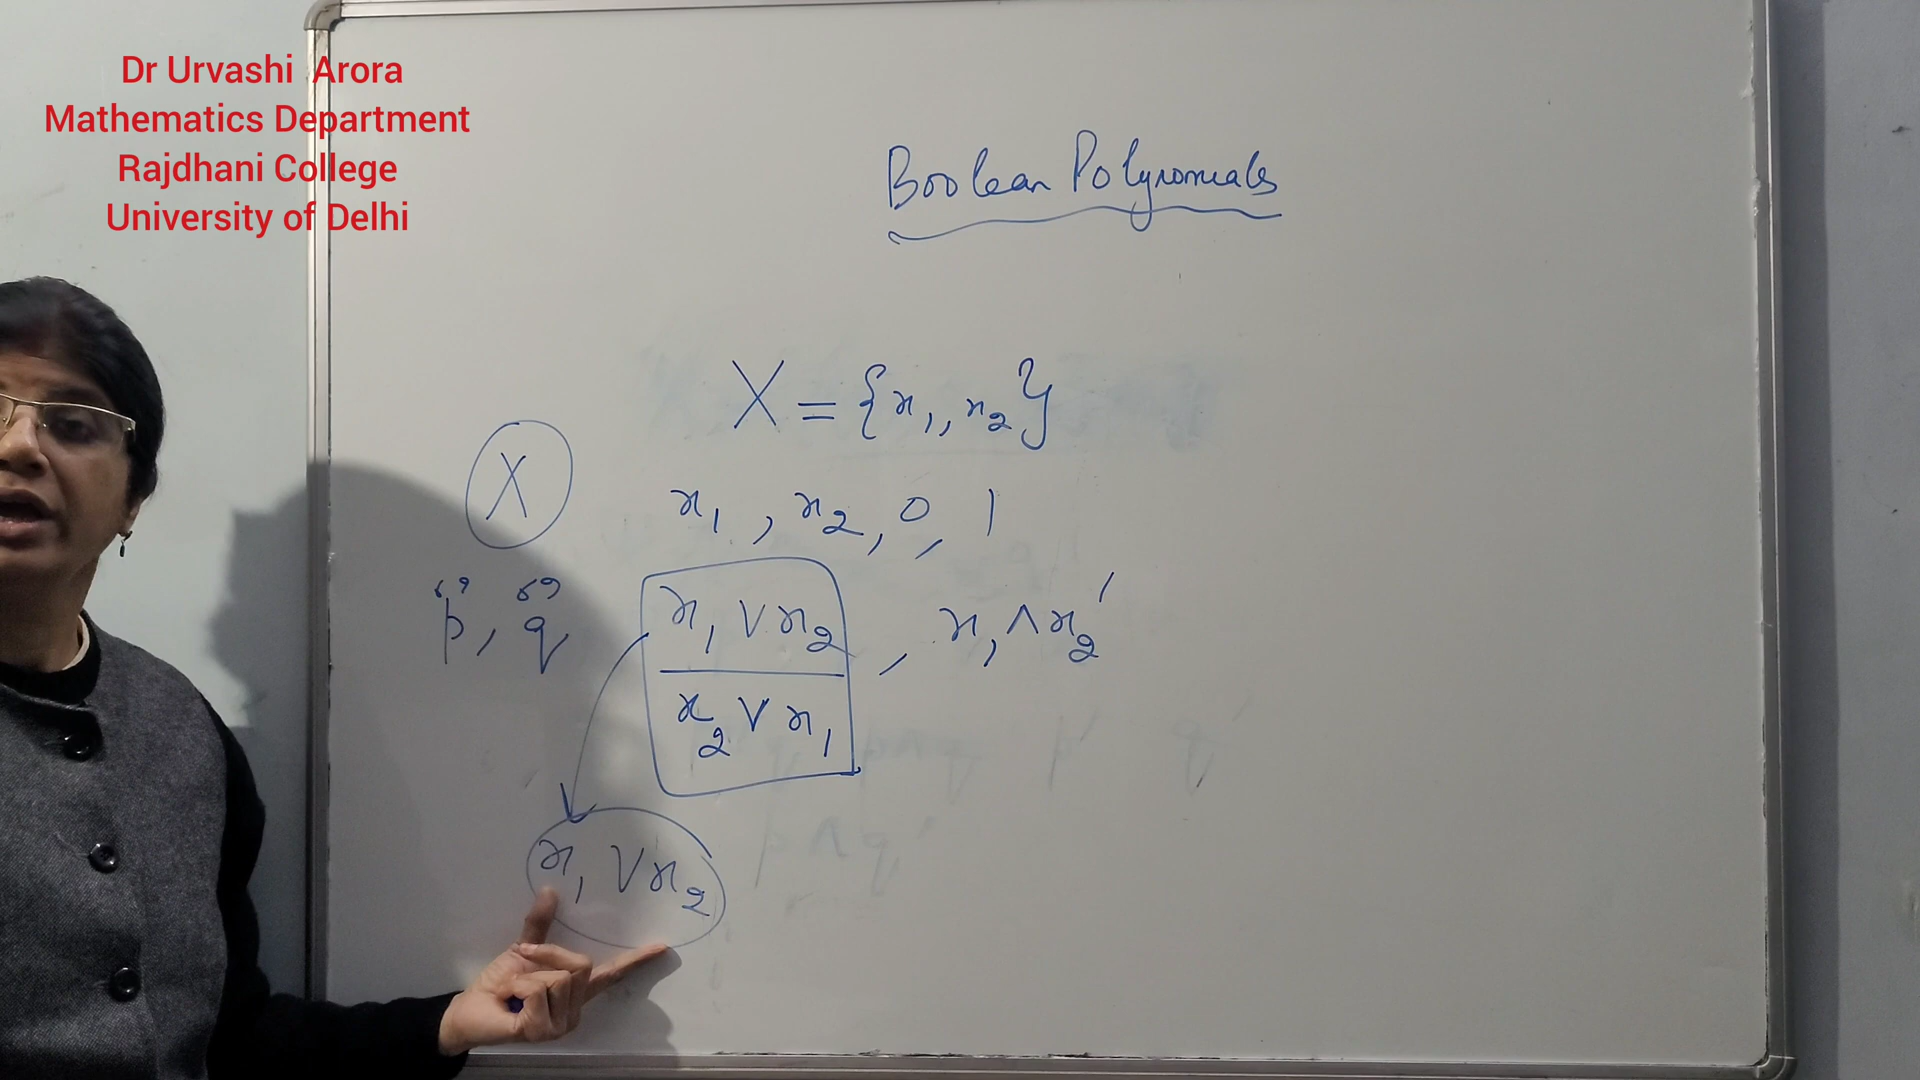 Dr Urvashi Arora
Mathematics Department
Rajdhani College
University of Delhi
Boolean Polynomials
X = {x₁, x₂}
X
x₁, x₂, 0, 1
"p", "q"
x₁ ∨ x₂, x₁ ∧ x₂′
x₂ ∨ x₁
x₁ ∨ x₂